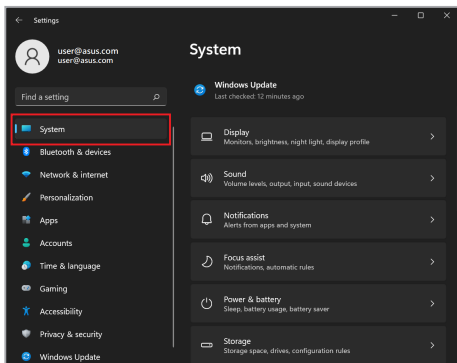 Settings
user@asus.com
user@asus.com
Find a setting
System
Bluetooth & devices
Network & internet
Personalization
Apps
Accounts
Time & language
Gaming
Accessibility
Privacy & security
Windows Update
System
Windows Update
Last checked: 12 minutes ago
Display
Monitors, brightness, night light, display profile
Sound
Volume levels, output, input, sound devices
Notifications
Alerts from apps and system
Focus assist
Notifications, automatic rules
Power & battery
Sleep, battery usage, battery saver
Storage
Storage space, drives, configuration rules